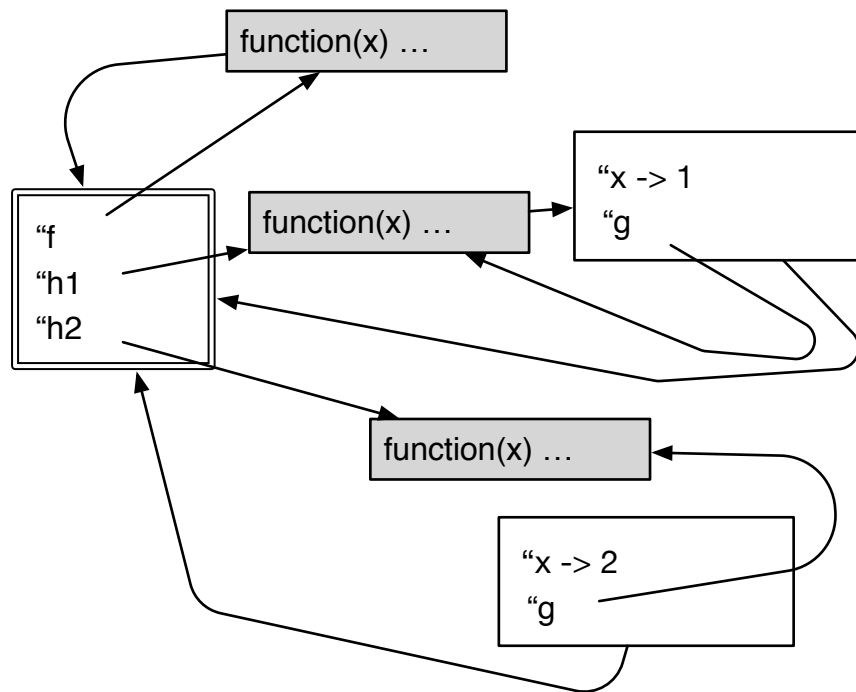 function(x) …
“x -> 1
“g
function(x) …
“f
“h1
“h2
function(x) …
“x -> 2
“g